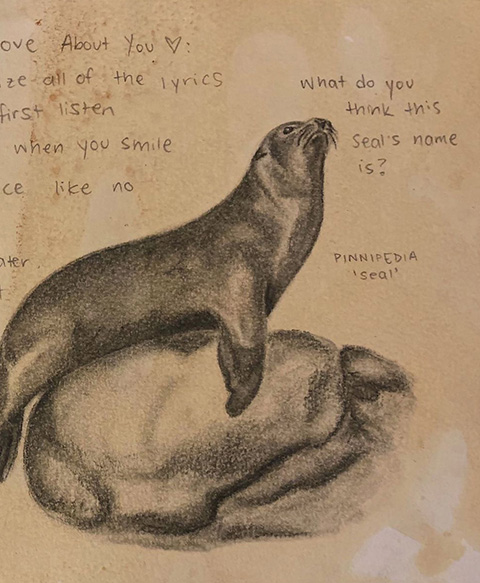 ove About You ♡:
ze all of the lyrics
first listen
when you smile
ce like no
ater
t
What do you
think this
Seal's name
is?
PINNIPEDIA
'seal'